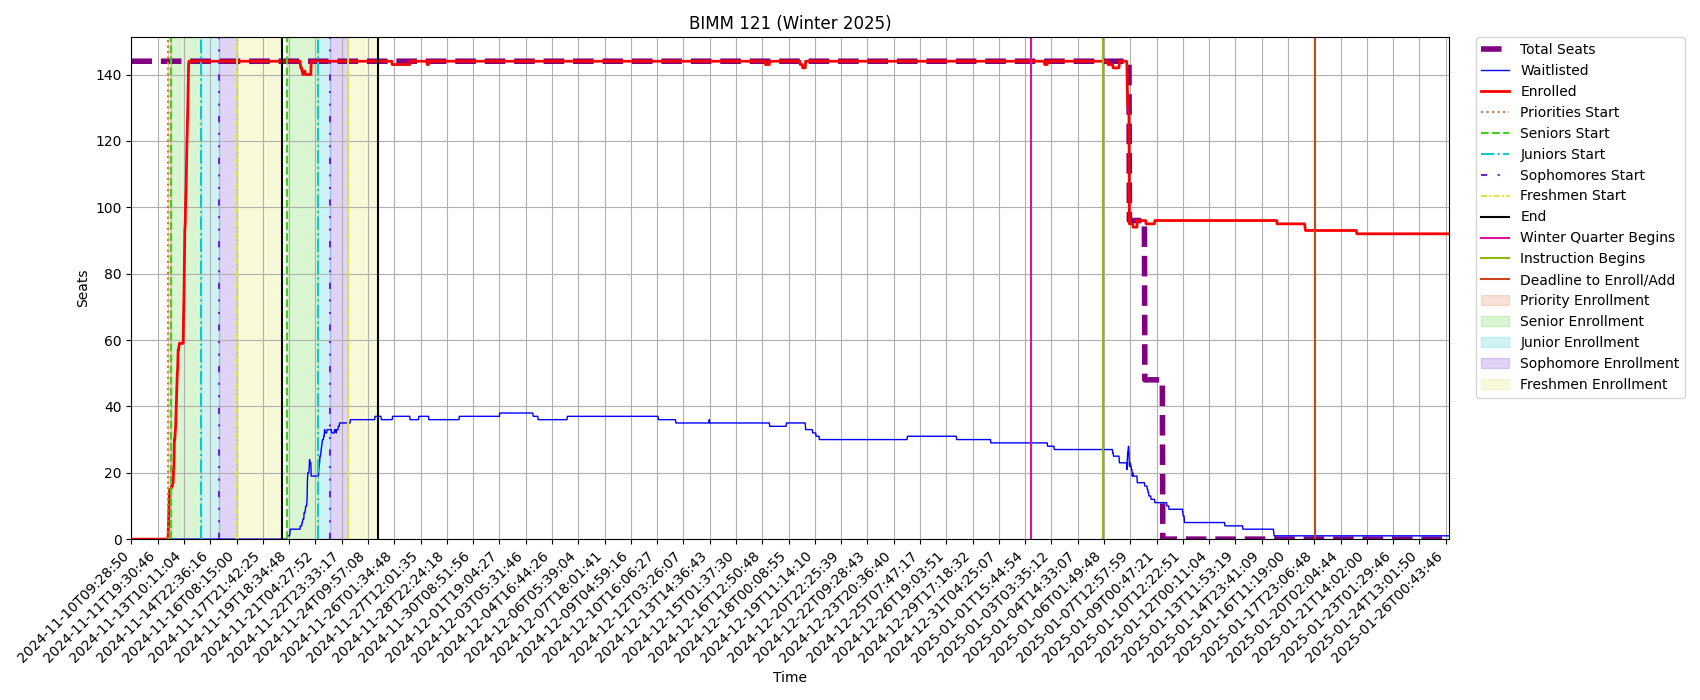 BIMM 121 (Winter 2025)
Seats
140
120
100
80
60
40
20
0
2024-11-10T09:28:50
2024-11-11T19:30:46
2024-11-13T10:11:04
2024-11-14T22:36:16
2024-11-16T08:15:00
2024-11-17T21:42:25
2024-11-19T18:34:48
2024-11-21T04:27:52
2024-11-22T23:33:17
2024-11-24T09:57:08
2024-11-26T01:34:48
2024-11-27T12:01:35
2024-11-28T22:24:18
2024-11-30T08:51:56
2024-12-01T19:04:27
2024-12-03T05:31:46
2024-12-04T16:44:26
2024-12-06T05:39:04
2024-12-07T18:01:41
2024-12-09T04:59:16
2024-12-10T16:06:27
2024-12-12T03:26:07
2024-12-13T14:36:43
2024-12-15T01:37:30
2024-12-16T12:50:48
2024-12-18T00:08:55
2024-12-19T11:14:10
2024-12-20T22:25:39
2024-12-22T09:28:43
2024-12-23T20:36:40
2024-12-25T07:47:17
2024-12-26T19:03:51
2024-12-29T17:18:32
2024-12-31T04:25:07
2025-01-01T15:44:54
2025-01-03T03:35:12
2025-01-04T14:33:07
2025-01-06T01:49:48
2025-01-07T12:57:59
2025-01-09T00:47:21
2025-01-10T12:22:51
2025-01-12T00:11:04
2025-01-13T11:53:19
2025-01-14T23:41:09
2025-01-16T11:19:00
2025-01-17T23:06:48
2025-01-20T02:04:44
2025-01-21T14:02:00
2025-01-23T01:29:46
2025-01-24T13:01:50
2025-01-26T00:43:46
Time
Total Seats
Waitlisted
Enrolled
Priorities Start
Seniors Start
Juniors Start
Sophomores Start
Freshmen Start
End
Winter Quarter Begins
Instruction Begins
Deadline to Enroll/Add
Priority Enrollment
Senior Enrollment
Junior Enrollment
Sophomore Enrollment
Freshmen Enrollment